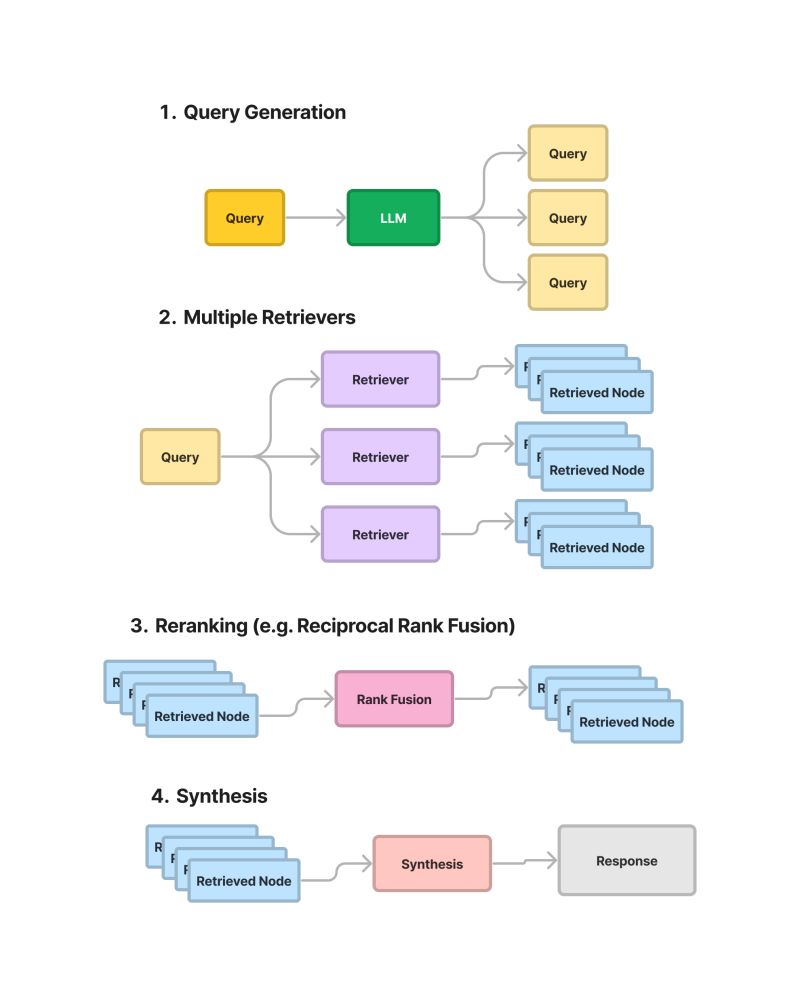 1. Query Generation
Query
Query
LLM
Query
Query
2. Multiple Retrievers
Retriever
Retrieved Node
Query
Retriever
Retrieved Node
Retriever
Retrieved Node
3. Reranking (e.g. Reciprocal Rank Fusion)
Retrieved Node
Rank Fusion
Retrieved Node
4. Synthesis
Retrieved Node
Synthesis
Response